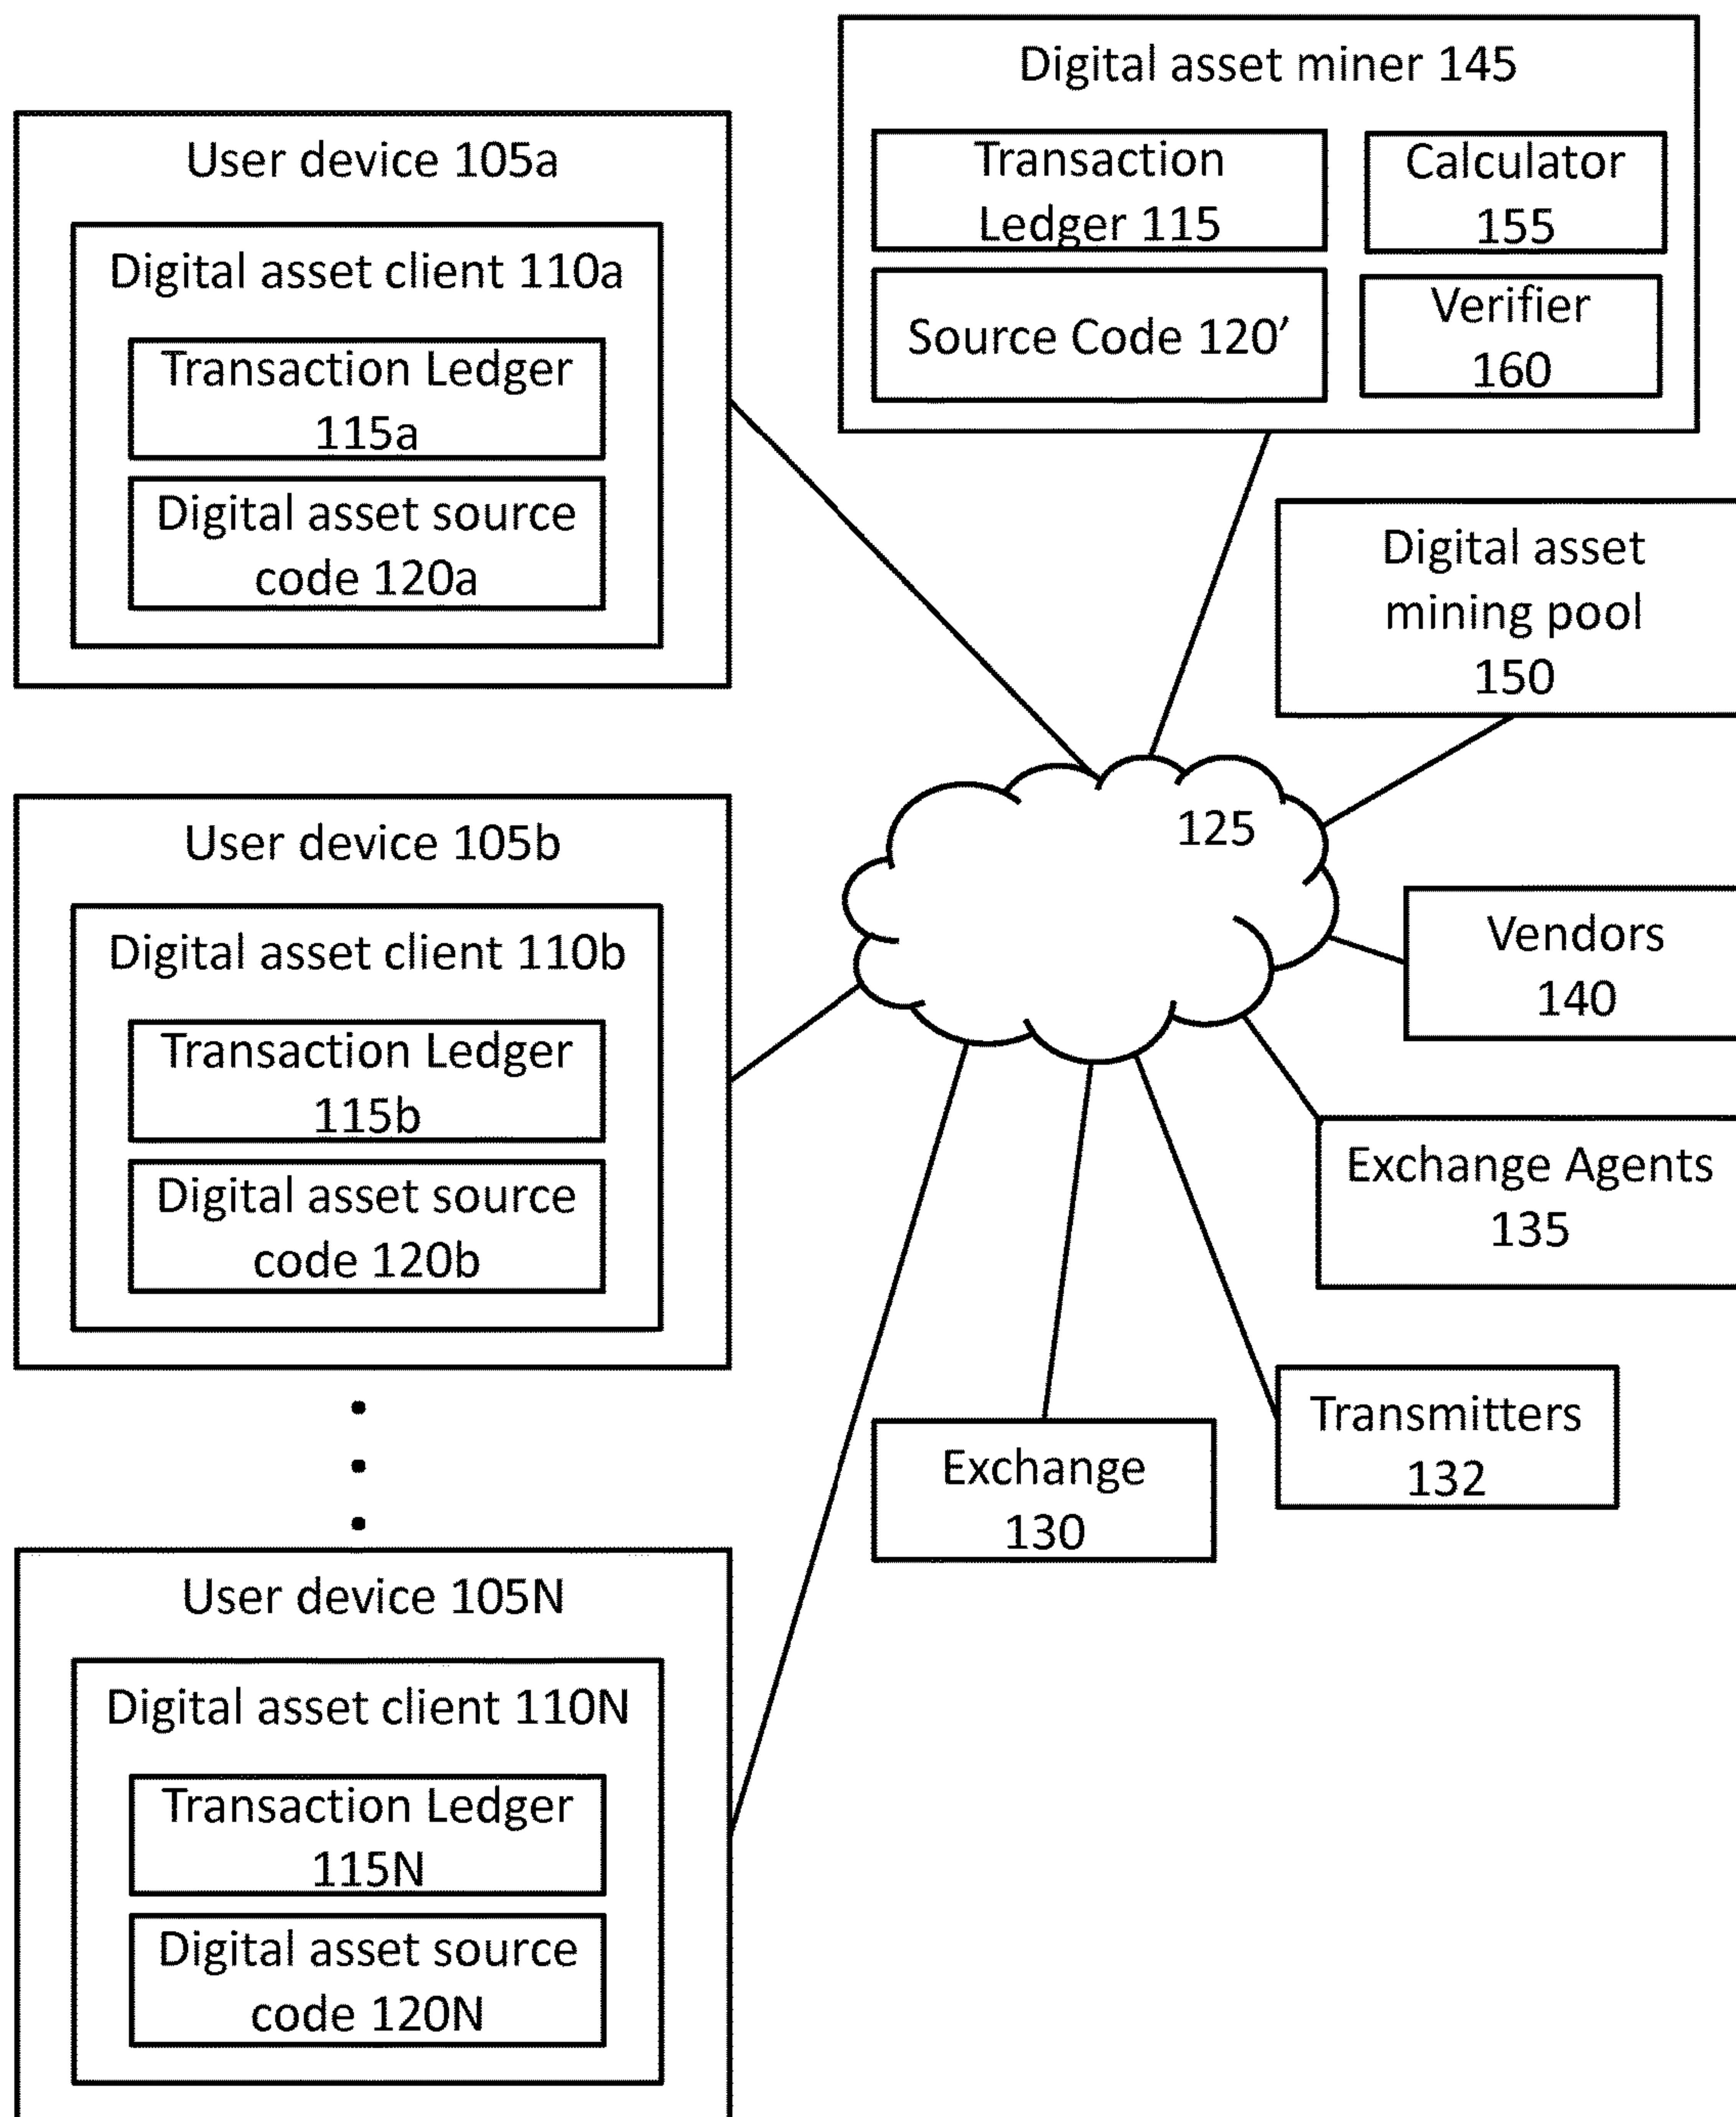 Digital asset miner 145
Transaction
Ledger 115
Calculator
155
Source Code 120’
Verifier
160
User device 105a
Digital asset client 110a
Transaction Ledger
115a
Digital asset source
code 120a
Digital asset
mining pool
150
125
User device 105b
Digital asset client 110b
Transaction Ledger
115b
Digital asset source
code 120b
Vendors
140
Exchange Agents
135
Transmitters
132
Exchange
130
User device 105N
Digital asset client 110N
Transaction Ledger
115N
Digital asset source
code 120N